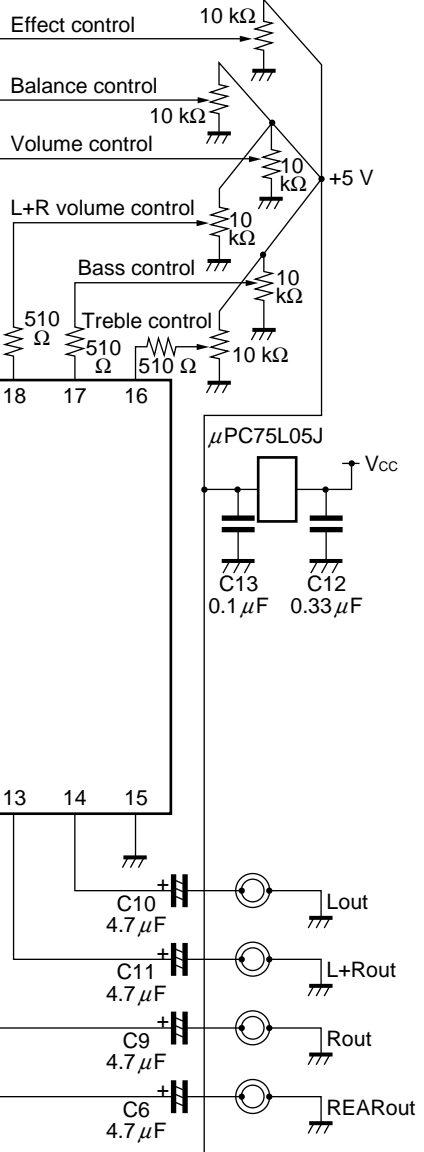 10 kΩ
Effect control
Balance control
10 kΩ
Volume control
10
kΩ
+5 V
L+R volume control
10
kΩ
Bass control
10
kΩ
510
Ω
510
Ω
Treble control
510 Ω
10 kΩ
18
17
16
μPC75L05J
VCC
C13
0.1 μF
C12
0.33 μF
13
14
15
+
C10
4.7 μF
Lout
+
C11
4.7 μF
L+Rout
+
C9
4.7 μF
Rout
+
C6
4.7 μF
REARout